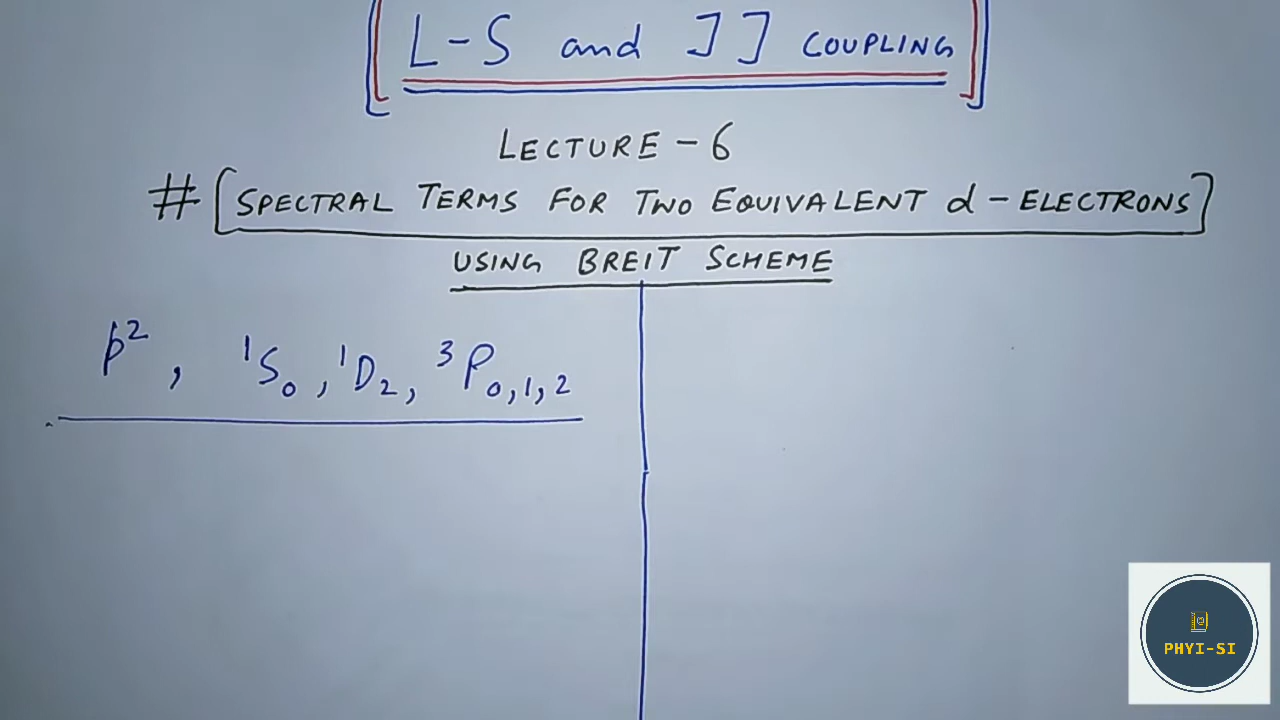 [L-S and JJ COUPLING]
LECTURE - 6
# [SPECTRAL TERMS FOR TWO EQUIVALENT d - ELECTRONS]
USING BREIT SCHEME
p², ¹S₀, ¹D₂, ³P₀,₁,₂
PHYI-SI